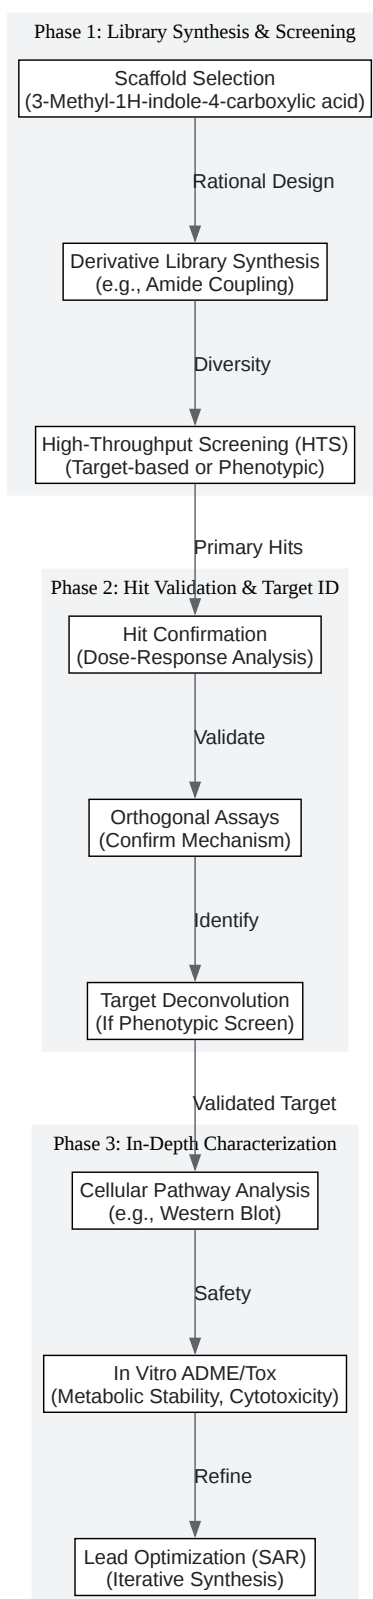 Phase 1: Library Synthesis & Screening
Scaffold Selection
(3-Methyl-1H-indole-4-carboxylic acid)
Rational Design
Derivative Library Synthesis
(e.g., Amide Coupling)
Diversity
High-Throughput Screening (HTS)
(Target-based or Phenotypic)
Primary Hits
Phase 2: Hit Validation & Target ID
Hit Confirmation
(Dose-Response Analysis)
Validate
Orthogonal Assays
(Confirm Mechanism)
Identify
Target Deconvolution
(If Phenotypic Screen)
Validated Target
Phase 3: In-Depth Characterization
Cellular Pathway Analysis
(e.g., Western Blot)
Safety
In Vitro ADME/Tox
(Metabolic Stability, Cytotoxicity)
Refine
Lead Optimization (SAR)
(Iterative Synthesis)